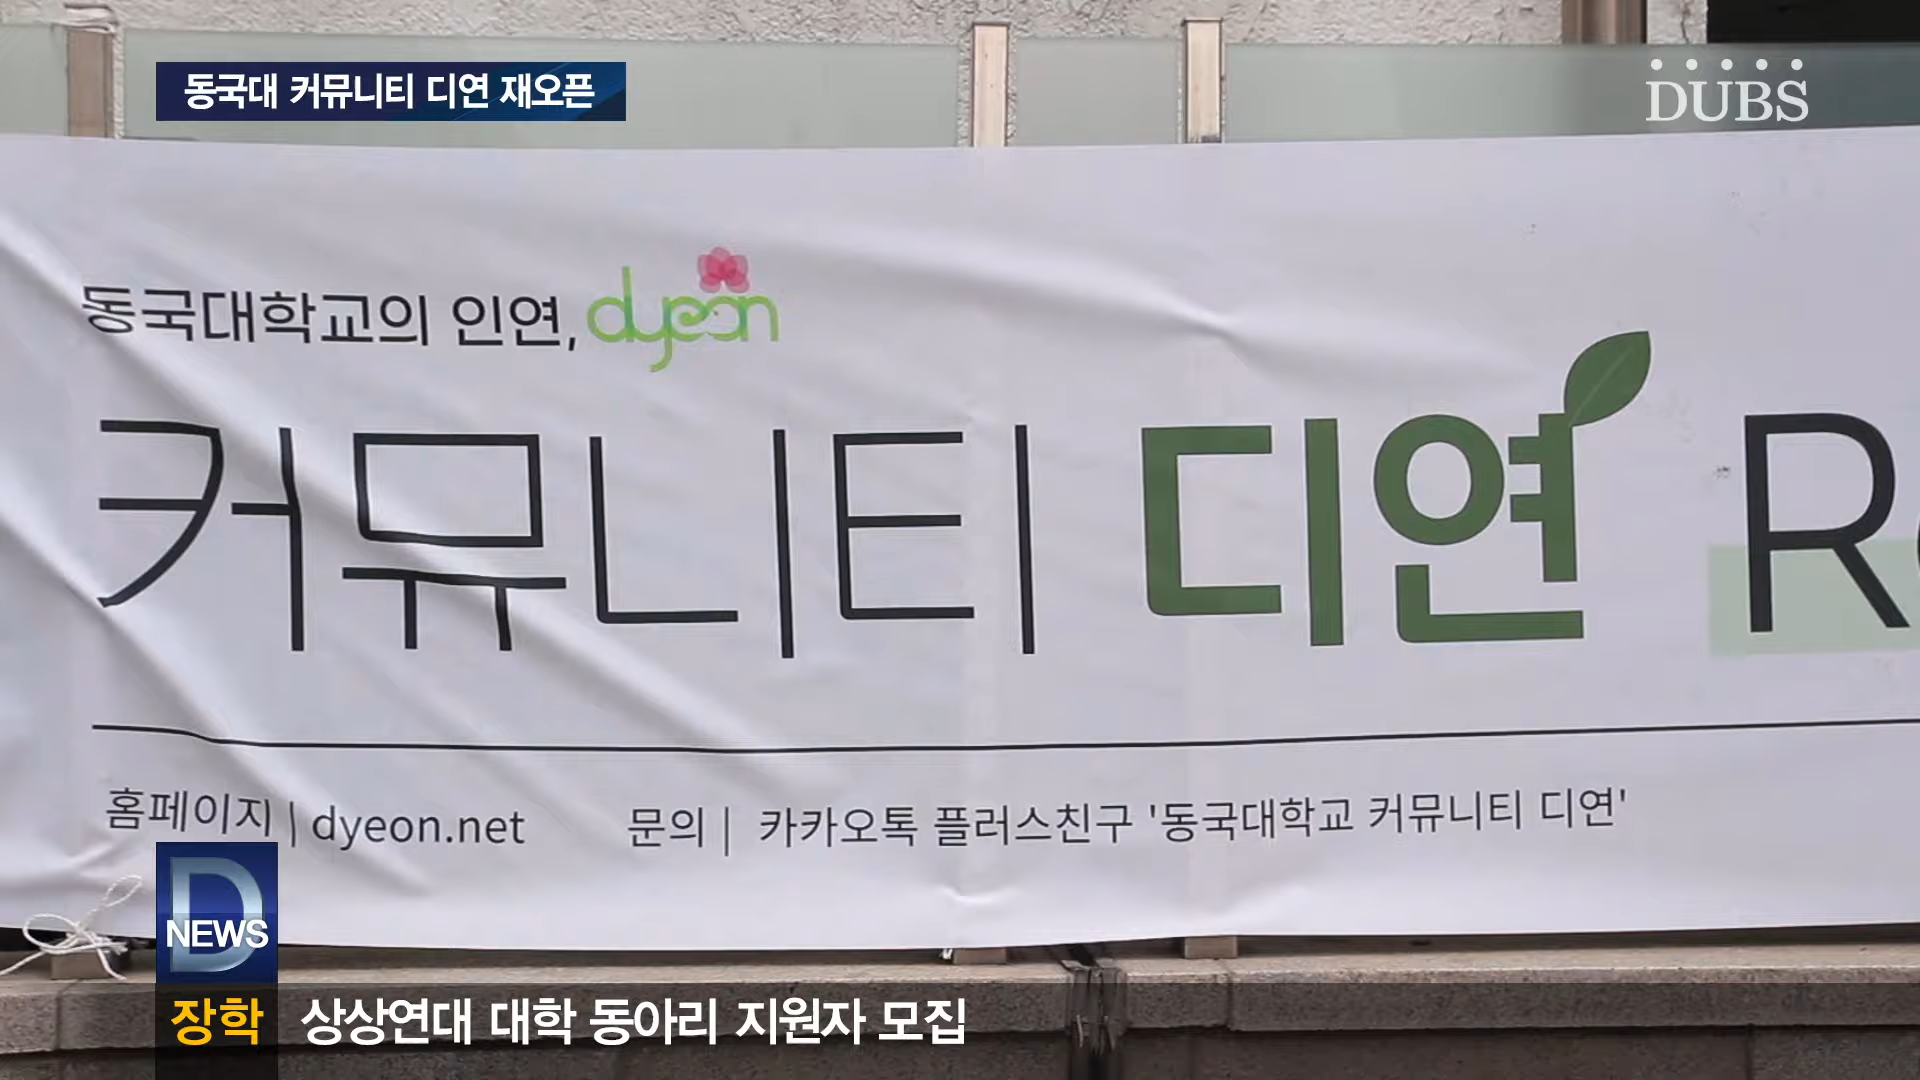 동국대 커뮤니티 디연 재오픈
DUBS
동국대학교의 인연, dyeon
커뮤니티 디연
홈페이지 | dyeon.net 문의 | 카카오톡 플러스친구 '동국대학교 커뮤니티 디연'
D
NEWS
장학 상상연대 대학 동아리 지원자 모집